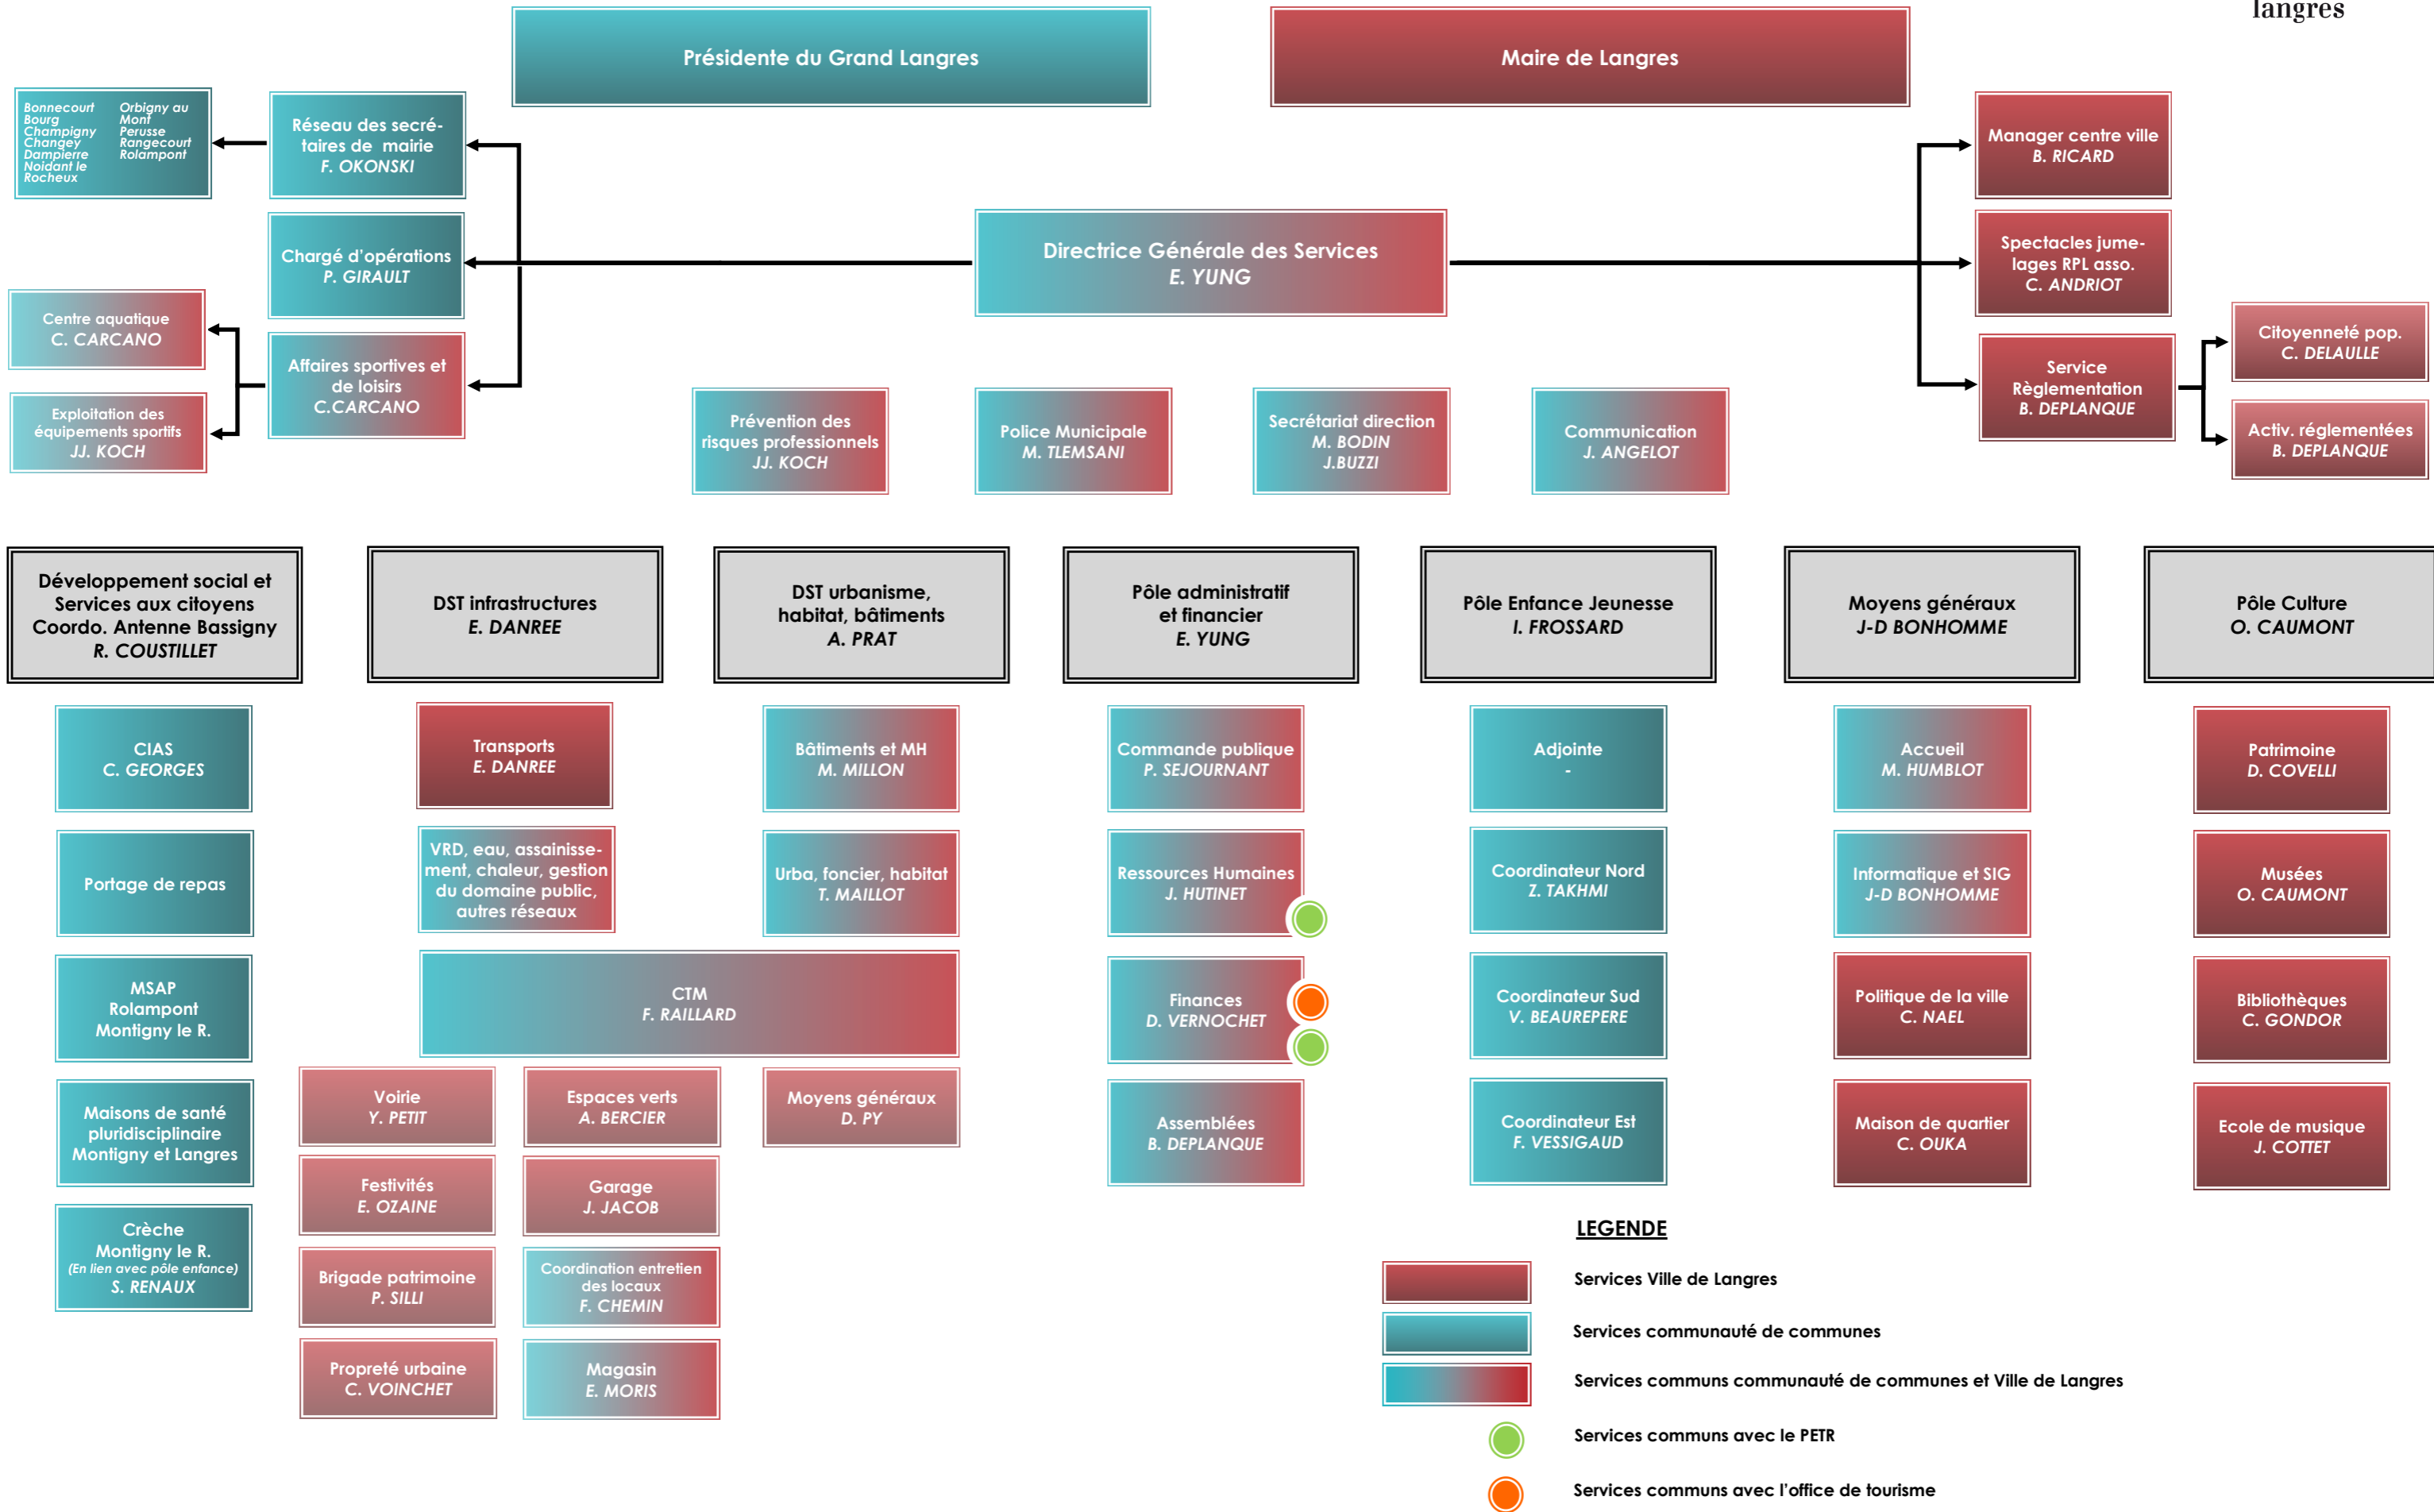 langres
Présidente du Grand Langres
Maire de Langres
Bonnecourt
Bourg
Champigny
Changey
Dampierre
Noidant le
Rocheux
Orbigny au
Mont
Perusse
Rangecourt
Rolampont
Réseau des secré-
taires de mairie
F. OKONSKI
Manager centre ville
B. RICARD
Chargé d'opérations
P. GIRAULT
Directrice Générale des Services
E. YUNG
Spectacles jume-
lages RPL asso.
C. ANDRIOT
Centre aquatique
C. CARCANO
Affaires sportives et
de loisirs
C.CARCANO
Exploitation des
équipements sportifs
JJ. KOCH
Service
Règlementation
B. DEPLANQUE
Citoyenneté pop.
C. DELAULLE
Activ. réglementées
B. DEPLANQUE
Prévention des
risques professionnels
JJ. KOCH
Police Municipale
M. TLEMSANI
Secrétariat direction
M. BODIN
J.BUZZI
Communication
J. ANGELOT
Développement social et
Services aux citoyens
Coordo. Antenne Bassigny
R. COUSTILLET
DST infrastructures
E. DANREE
DST urbanisme,
habitat, bâtiments
A. PRAT
Pôle administratif
et financier
E. YUNG
Pôle Enfance Jeunesse
I. FROSSARD
Moyens généraux
J-D BONHOMME
Pôle Culture
O. CAUMONT
CIAS
C. GEORGES
Transports
E. DANREE
Bâtiments et MH
M. MILLON
Commande publique
P. SEJOURNANT
Adjointe
-
Accueil
M. HUMBLOT
Patrimoine
D. COVELLI
Portage de repas
VRD, eau, assainisse-
ment, chaleur, gestion
du domaine public,
autres réseaux
Urba, foncier, habitat
T. MAILLOT
Ressources Humaines
J. HUTINET
Coordinateur Nord
Z. TAKHMI
Informatique et SIG
J-D BONHOMME
Musées
O. CAUMONT
MSAP
Rolampont
Montigny le R.
CTM
F. RAILLARD
Finances
D. VERNOCHET
Coordinateur Sud
V. BEAUREPERE
Politique de la ville
C. NAEL
Bibliothèques
C. GONDOR
Maisons de santé
pluridisciplinaire
Montigny et Langres
Voirie
Y. PETIT
Espaces verts
A. BERCIER
Moyens généraux
D. PY
Assemblées
B. DEPLANQUE
Coordinateur Est
F. VESSIGAUD
Maison de quartier
C. OUKA
Ecole de musique
J. COTTET
Festivités
E. OZAINE
Garage
J. JACOB
Crèche
Montigny le R.
(En lien avec pôle enfance)
S. RENAUX
Brigade patrimoine
P. SILLI
Coordination entretien
des locaux
F. CHEMIN
Propreté urbaine
C. VOINCHET
Magasin
E. MORIS
LEGENDE
Services Ville de Langres
Services communauté de communes
Services communs communauté de communes et Ville de Langres
Services communs avec le PETR
Services communs avec l'office de tourisme